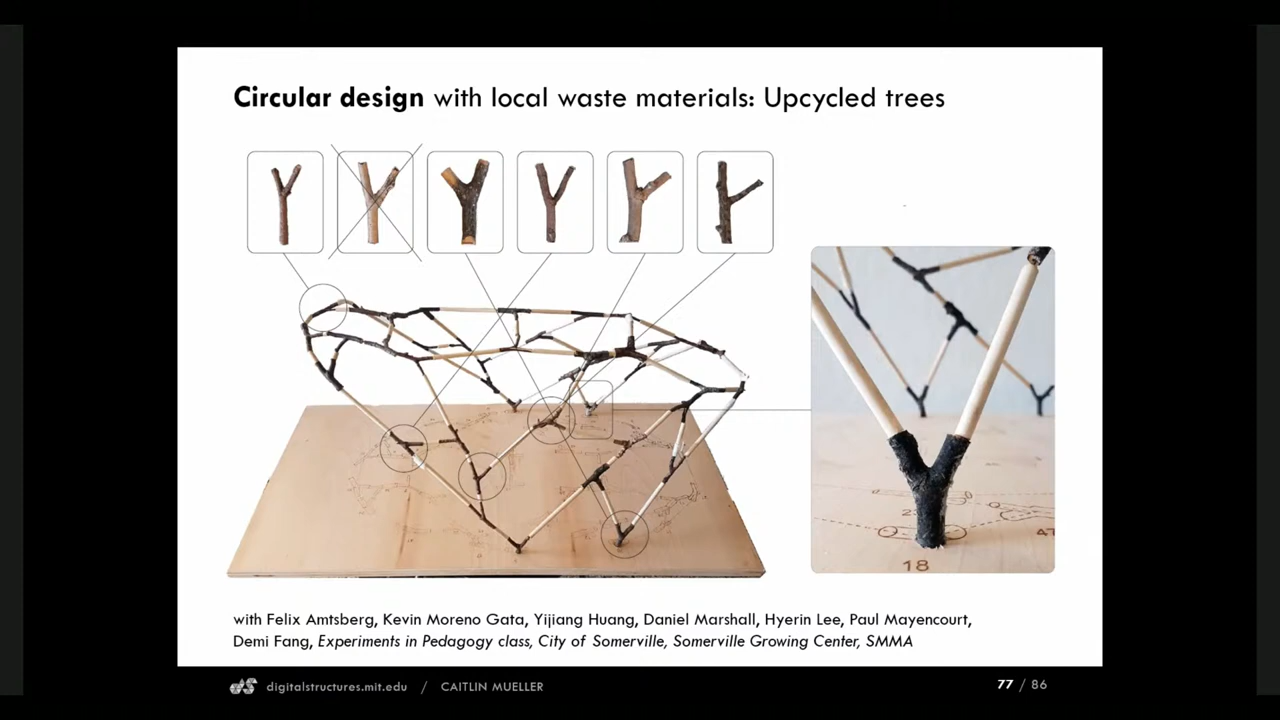 Circular design with local waste materials: Upcycled trees
18
with Felix Amtsberg, Kevin Moreno Gata, Yijiang Huang, Daniel Marshall, Hyerin Lee, Paul Mayencourt,
Demi Fang, Experiments in Pedagogy class, City of Somerville, Somerville Growing Center, SMMA
digitalstructures.mit.edu / CAITLIN MUELLER
77 / 86